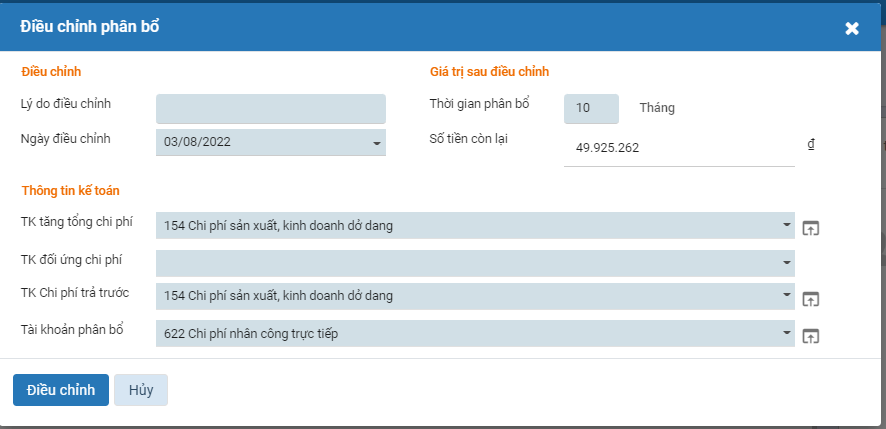 Điều chỉnh phân bổ
Điều chỉnh
Lý do điều chỉnh
Ngày điều chỉnh 03/08/2022
Giá trị sau điều chỉnh
Thời gian phân bổ 10 Tháng
Số tiền còn lại 49.925.262 ₫
Thông tin kế toán
TK tăng tổng chi phí 154 Chi phí sản xuất, kinh doanh dở dang
TK đối ứng chi phí
TK Chi phí trả trước 154 Chi phí sản xuất, kinh doanh dở dang
Tài khoản phân bổ 622 Chi phí nhân công trực tiếp
Điều chỉnh Hủy